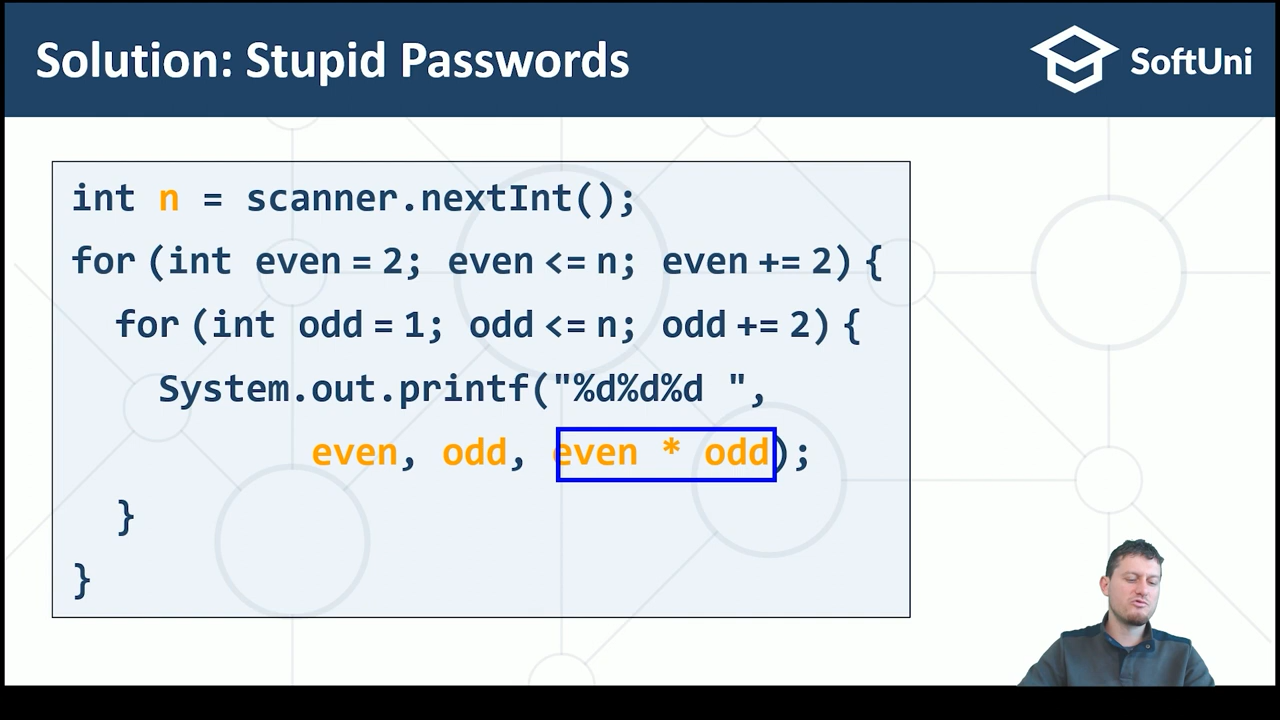 Solution: Stupid Passwords
SoftUni
int n = scanner.nextInt();
for (int even = 2; even <= n; even += 2) {
for (int odd = 1; odd <= n; odd += 2) {
System.out.printf("%d%d%d ",
even, odd, even * odd);
}
}